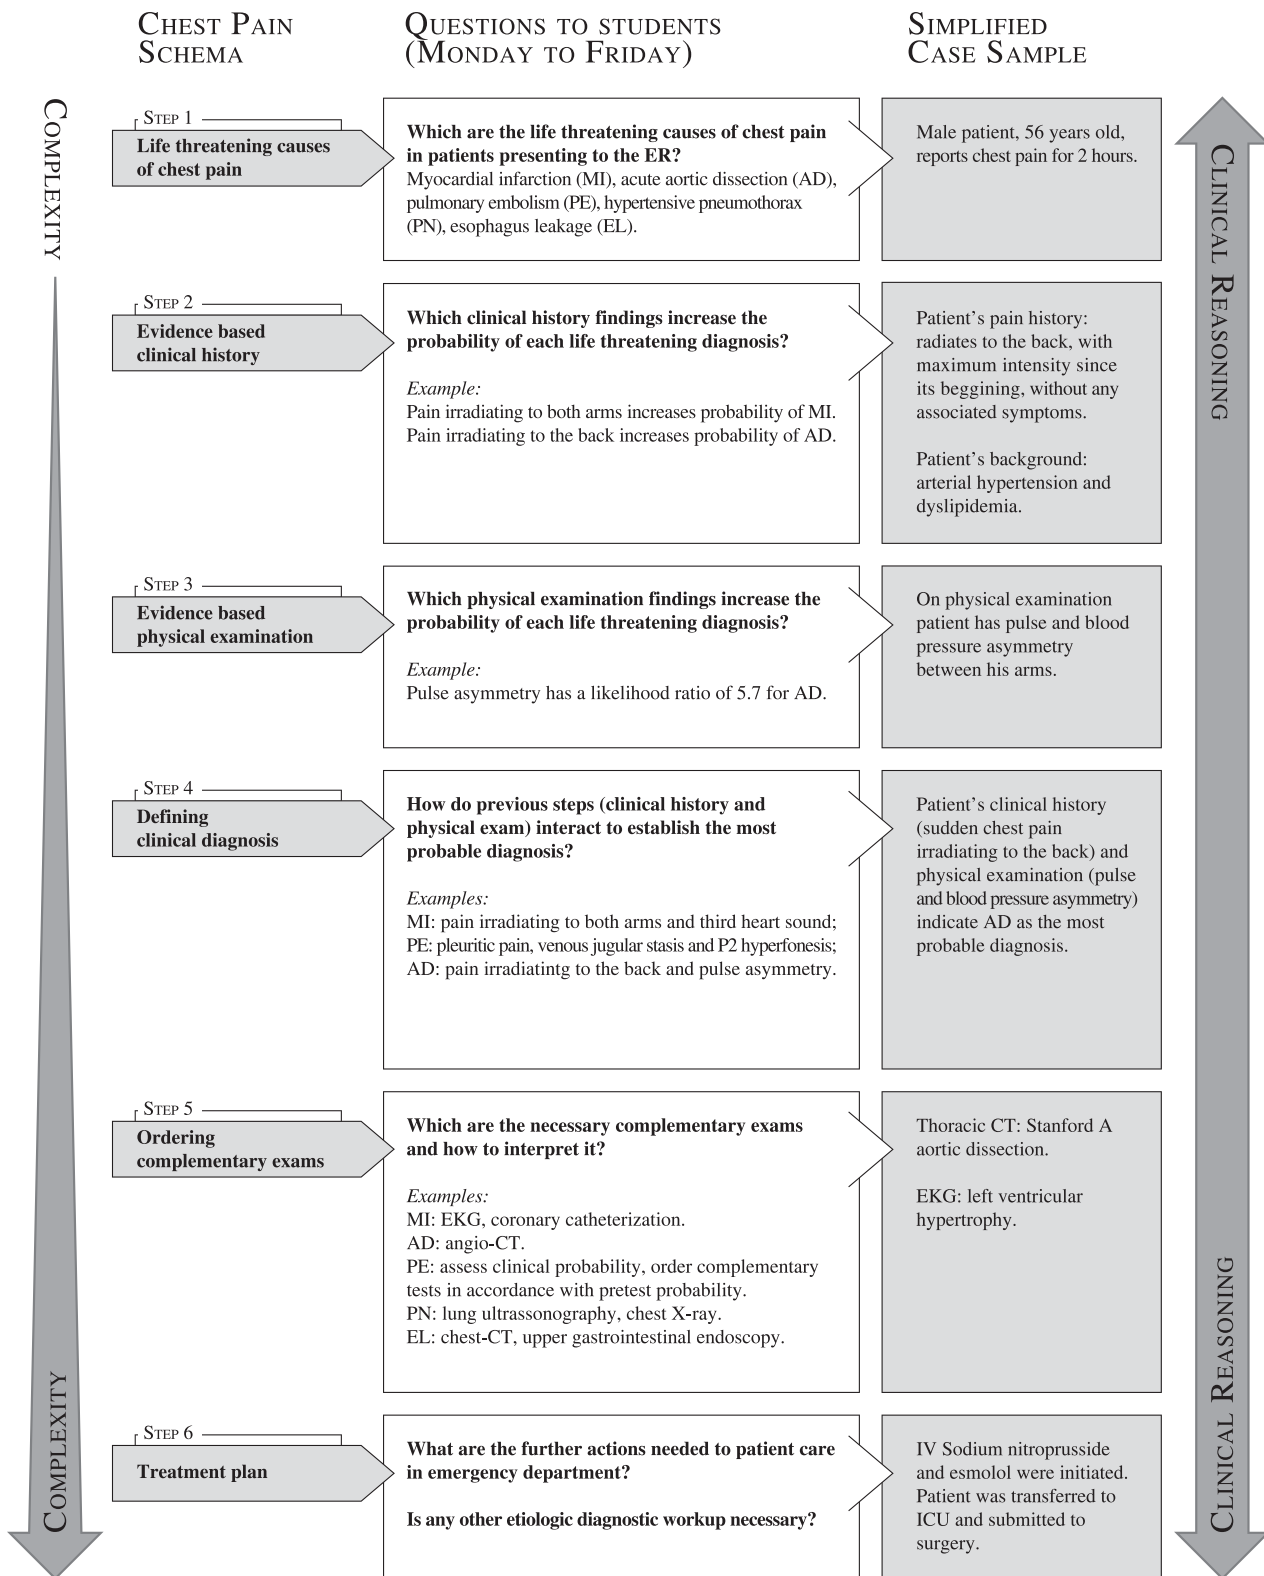 CHEST PAIN
SCHEMA
QUESTIONS TO STUDENTS
(MONDAY TO FRIDAY)
SIMPLIFIED
CASE SAMPLE
COMPLEXITY
CLINICAL REASONING
STEP 1
Life threatening causes
of chest pain
Which are the life threatening causes of chest pain
in patients presenting to the ER?
Myocardial infarction (MI), acute aortic dissection (AD),
pulmonary embolism (PE), hypertensive pneumothorax
(PN), esophagus leakage (EL).
Male patient, 56 years old,
reports chest pain for 2 hours.
STEP 2
Evidence based
clinical history
Which clinical history findings increase the
probability of each life threatening diagnosis?
Example:
Pain irradiating to both arms increases probability of MI.
Pain irradiating to the back increases probability of AD.
Patient's pain history:
radiates to the back, with
maximum intensity since
its beggining, without any
associated symptoms.
Patient's background:
arterial hypertension and
dyslipidemia.
STEP 3
Evidence based
physical examination
Which physical examination findings increase the
probability of each life threatening diagnosis?
Example:
Pulse asymmetry has a likelihood ratio of 5.7 for AD.
On physical examination
patient has pulse and blood
pressure asymmetry
between his arms.
STEP 4
Defining
clinical diagnosis
How do previous steps (clinical history and
physical exam) interact to establish the most
probable diagnosis?
Examples:
MI: pain irradiating to both arms and third heart sound;
PE: pleuritic pain, venous jugular stasis and P2 hyperfonesis;
AD: pain irradiatintg to the back and pulse asymmetry.
Patient's clinical history
(sudden chest pain
irradiating to the back) and
physical examination (pulse
and blood pressure asymmetry)
indicate AD as the most
probable diagnosis.
STEP 5
Ordering
complementary exams
Which are the necessary complementary exams
and how to interpret it?
Examples:
MI: EKG, coronary catheterization.
AD: angio-CT.
PE: assess clinical probability, order complementary
tests in accordance with pretest probability.
PN: lung ultrassonography, chest X-ray.
EL: chest-CT, upper gastrointestinal endoscopy.
Thoracic CT: Stanford A
aortic dissection.
EKG: left ventricular
hypertrophy.
STEP 6
Treatment plan
What are the further actions needed to patient care
in emergency department?
Is any other etiologic diagnostic workup necessary?
IV Sodium nitroprusside
and esmolol were initiated.
Patient was transferred to
ICU and submitted to
surgery.
COMPLEXITY
CLINICAL REASONING